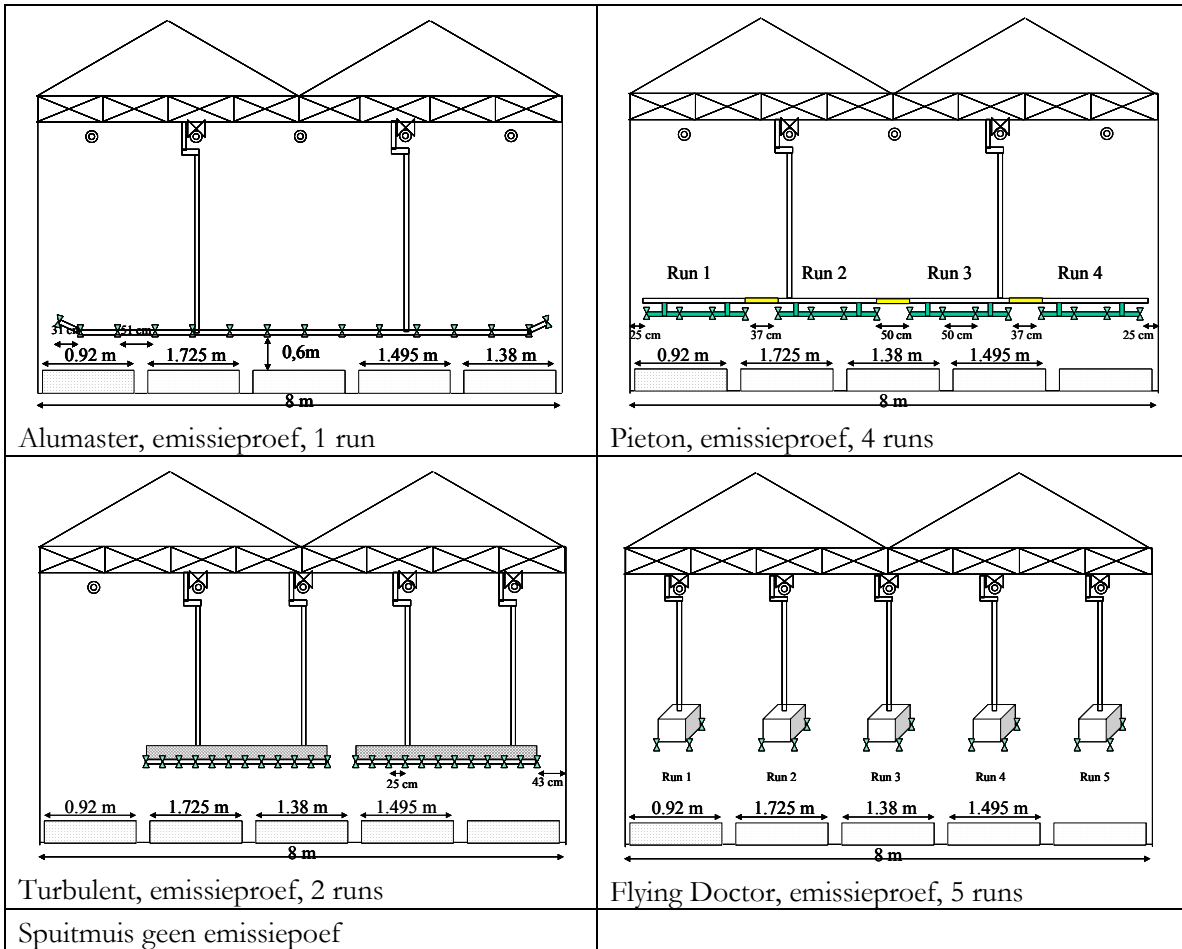 31 cm
51 cm
0.92 m 1.725 m 0,6m 1.495 m 1.38 m
8 m
Alumaster, emissieproef, 1 run
Run 1 Run 2 Run 3 Run 4
25 cm 37 cm 50 cm 50 cm 37 cm 25 cm
0.92 m 1.725 m 1.38 m 1.495 m
8 m
Pieton, emissieproef, 4 runs
25 cm 43 cm
0.92 m 1.725 m 1.38 m 1.495 m
8 m
Turbulent, emissieproef, 2 runs
Run 1 Run 2 Run 3 Run 4 Run 5
0.92 m 1.725 m 1.38 m 1.495 m
8 m
Flying Doctor, emissieproef, 5 runs
Spuitmuis geen emissiepoef